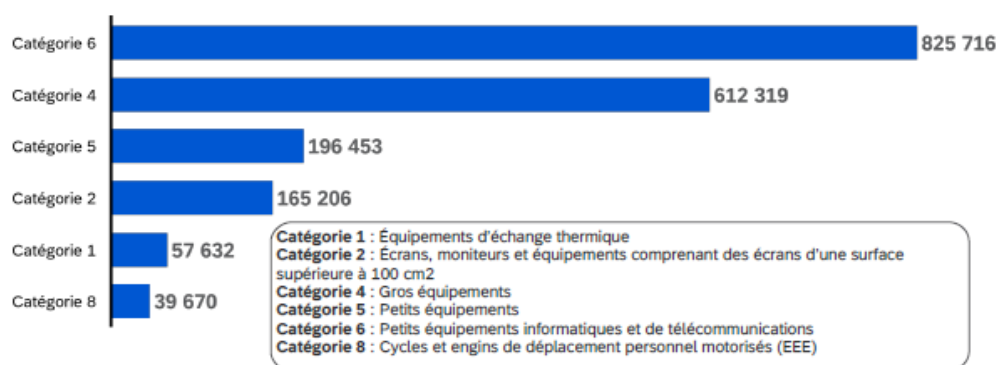 Catégorie 6 825 716
Catégorie 4 612 319
Catégorie 5 196 453
Catégorie 2 165 206
Catégorie 1 57 632
Catégorie 8 39 670
Catégorie 1 : Équipements d'échange thermique
Catégorie 2 : Écrans, moniteurs et équipements comprenant des écrans d'une surface
supérieure à 100 cm2
Catégorie 4 : Gros équipements
Catégorie 5 : Petits équipements
Catégorie 6 : Petits équipements informatiques et de télécommunications
Catégorie 8 : Cycles et engins de déplacement personnel motorisés (EEE)